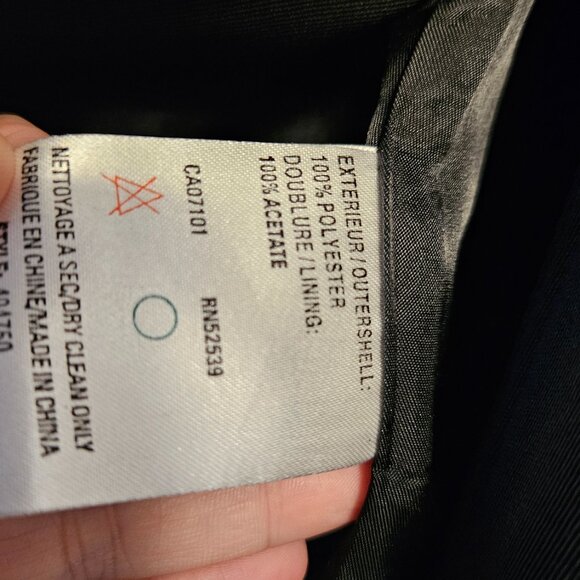 EXTERIEUR/OUTERSHELL:
100% POLYESTER
DOUBLURE/LINING:
100% ACETATE
CA07101 RN52539
NETTOYAGE A SEC/DRY CLEAN ONLY
FABRIQUE EN CHINE/MADE IN CHINA
STYLE: